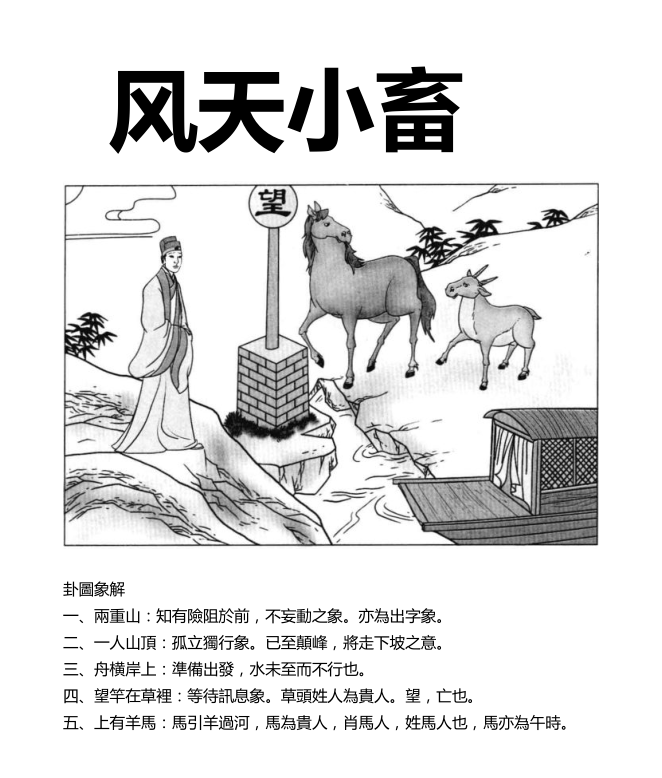 风天小畜
望
卦圖象解
一、兩重山：知有險阻於前，不妄動之象。亦為出字象。
二、一人山頂：孤立獨行象。已至顛峰，將走下坡之意。
三、舟橫岸上：準備出發，水未至而不行也。
四、望竿在草裡：等待訊息象。草頭姓人為貴人。望，亡也。
五、上有羊馬：馬引羊過河，馬為貴人，肖馬人，姓馬人也，馬亦為午時。